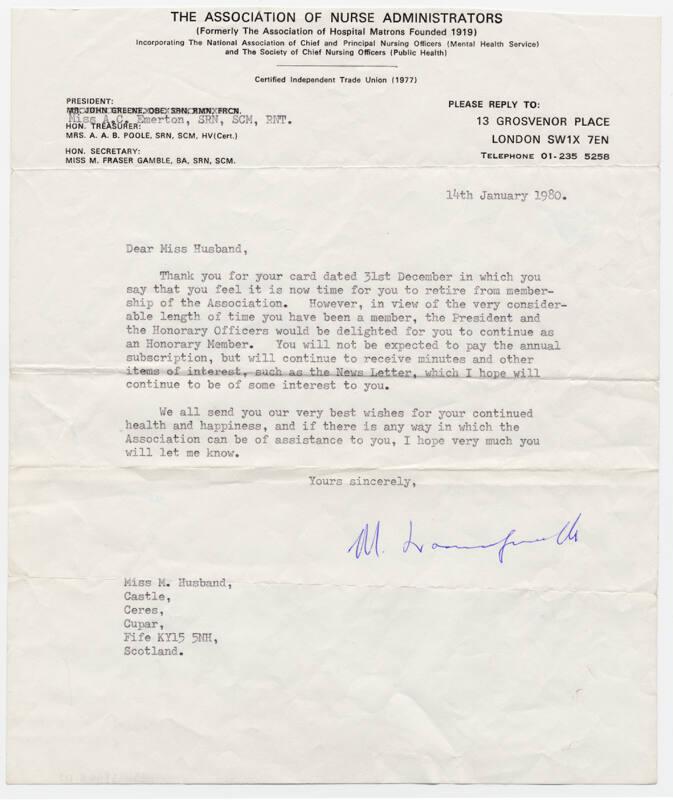 THE ASSOCIATION OF NURSE ADMINISTRATORS
(Formerly The Association of Hospital Matrons Founded 1919)
Incorporating The National Association of Chief and Principal Nursing Officers (Mental Health Service)
and The Society of Chief Nursing Officers (Public Health)
Certified Independent Trade Union (1977)
PRESIDENT:
MR. JOHN GREENE, OBE, SRN, RMN, FRCN.
Miss A.C. Emerton, SRN, SCM, RNT.
HON. TREASURER:
MRS. A. A. B. POOLE, SRN, SCM, HV(Cert.)
HON. SECRETARY:
MISS M. FRASER GAMBLE, BA, SRN, SCM.
PLEASE REPLY TO:
13 GROSVENOR PLACE
LONDON SW1X 7EN
TELEPHONE 01-235 5258
14th January 1980.
Dear Miss Husband,
Thank you for your card dated 31st December in which you
say that you feel it is now time for you to retire from member-
ship of the Association. However, in view of the very consider-
able length of time you have been a member, the President and
the Honorary Officers would be delighted for you to continue as
an Honorary Member. You will not be expected to pay the annual
subscription, but will continue to receive minutes and other
items of interest, such as the News Letter, which I hope will
continue to be of some interest to you.
We all send you our very best wishes for your continued
health and happiness, and if there is any way in which the
Association can be of assistance to you, I hope very much you
will let me know.
Yours sincerely,
M.
Miss M. Husband,
Castle,
Ceres,
Cupar,
Fife KY15 5NH,
Scotland.